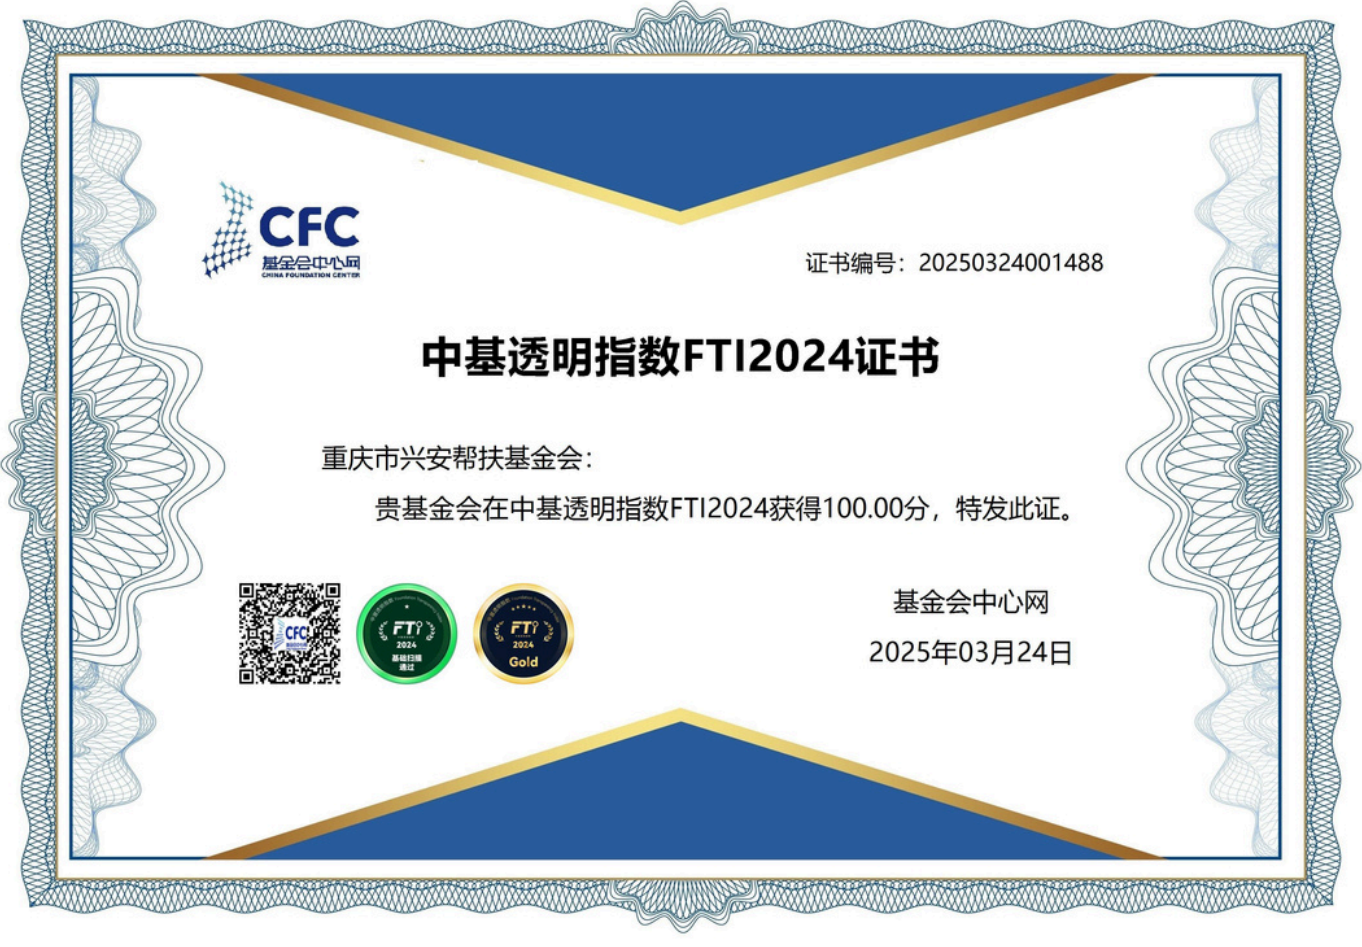 CFC
基金会中心网
CHINA FOUNDATION CENTER
证书编号：20250324001488
中基透明指数FTI2024证书
重庆市兴安帮扶基金会：
贵基金会在中基透明指数FTI2024获得100.00分，特发此证。
CFC
FTI
2024
基础扫描
通过
FTI
2024
Gold
基金会中心网
2025年03月24日